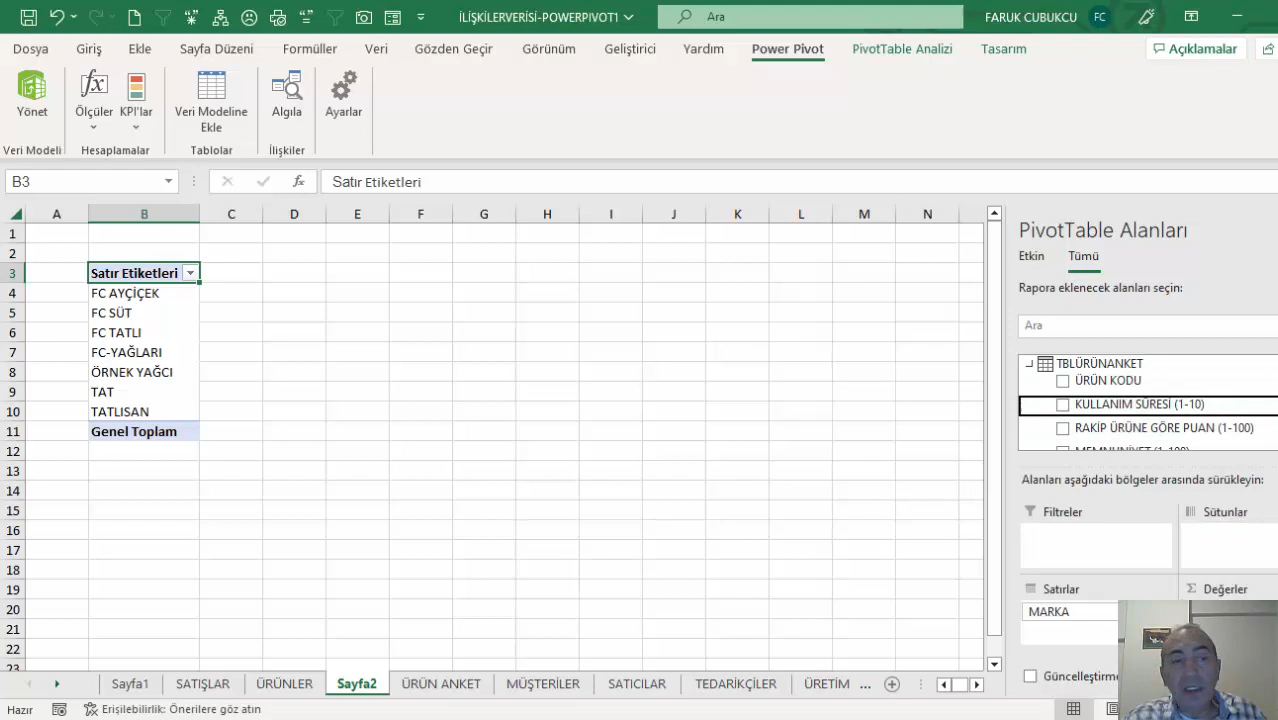 İLİŞKİLERVERİSİ-POWERPIVOT1
Ara
FARUK CUBUKCU
FC
Dosya
Giriş
Ekle
Sayfa Düzeni
Formüller
Veri
Gözden Geçir
Görünüm
Geliştirici
Yardım
Power Pivot
PivotTable Analizi
Tasarım
Açıklamalar
Yönet
Ölçüler
KPI'lar
Veri Modeline
Ekle
Algıla
Ayarlar
Veri Modeli
Hesaplamalar
Tablolar
İlişkiler
B3
fx
Satır Etiketleri
A B C D E F G H I J K L M N
1
2
3 Satır Etiketleri
4 FC AYÇİÇEK
5 FC SÜT
6 FC TATLI
7 FC-YAĞLARI
8 ÖRNEK YAĞCI
9 TAT
10 TATLISAN
11 Genel Toplam
12
13
14
15
16
17
18
19
20
21
22
23
PivotTable Alanları
Etkin
Tümü
Rapora eklenecek alanları seçin:
Ara
TBLÜRÜNANKET
ÜRÜN KODU
KULLANIM SÜRESİ (1-10)
RAKİP ÜRÜNE GÖRE PUAN (1-100)
MEMNUNİYET (1-100)
Alanları aşağıdaki bölgeler arasında sürükleyin:
Filtreler
Sütunlar
Satırlar
Σ Değerler
MARKA
Güncelleştirme
Sayfa1
SATIŞLAR
ÜRÜNLER
Sayfa2
ÜRÜN ANKET
MÜŞTERİLER
SATICILAR
TEDARİKÇİLER
ÜRETİM ...
Hazır
Erişilebilirlik: Önerilere göz atın